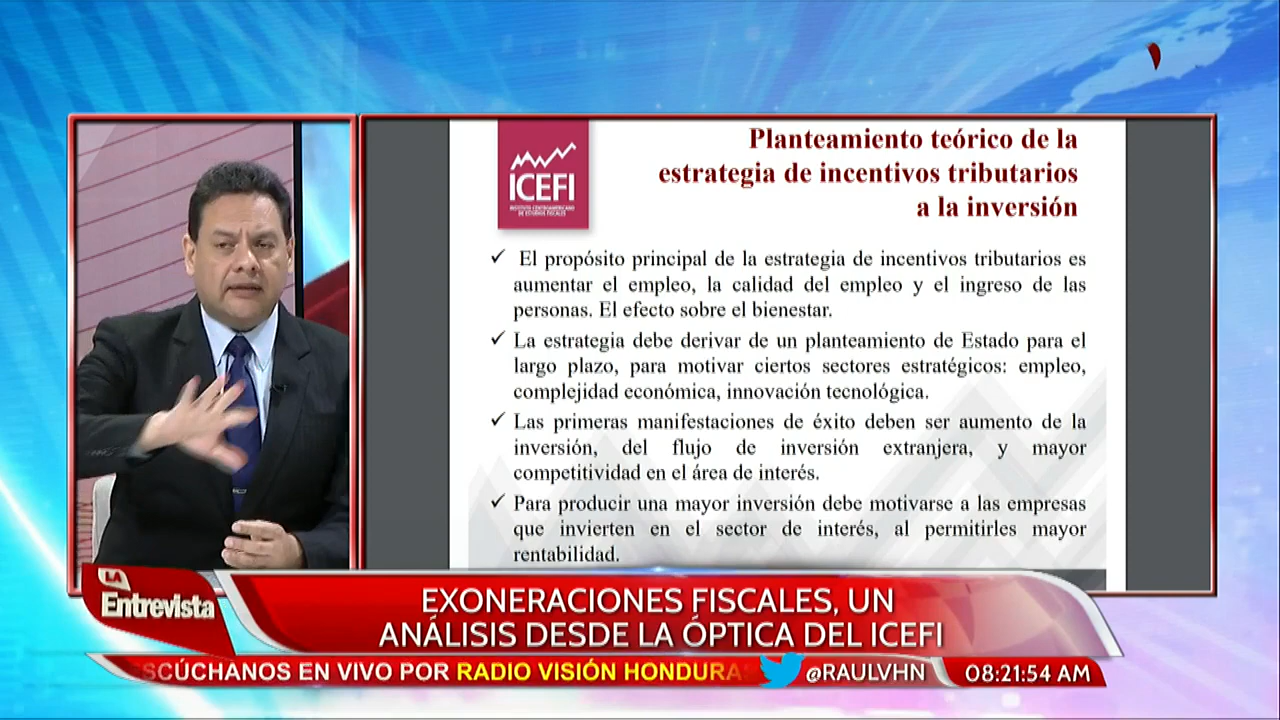 ICEFI
INSTITUTO CENTROAMERICANO
DE ESTUDIOS FISCALES
Planteamiento teórico de la
estrategia de incentivos tributarios
a la inversión
✓ El propósito principal de la estrategia de incentivos tributarios es
aumentar el empleo, la calidad del empleo y el ingreso de las
personas. El efecto sobre el bienestar.
✓ La estrategia debe derivar de un planteamiento de Estado para el
largo plazo, para motivar ciertos sectores estratégicos: empleo,
complejidad económica, innovación tecnológica.
✓ Las primeras manifestaciones de éxito deben ser aumento de la
inversión, del flujo de inversión extranjera, y mayor
competitividad en el área de interés.
✓ Para producir una mayor inversión debe motivarse a las empresas
que invierten en el sector de interés, al permitirles mayor
rentabilidad.
LA
Entrevista
EXONERACIONES FISCALES, UN
ANÁLISIS DESDE LA ÓPTICA DEL ICEFI
SCÚCHANOS EN VIVO POR RADIO VISIÓN HONDURAS
@RAULVHN
08:21:54 AM